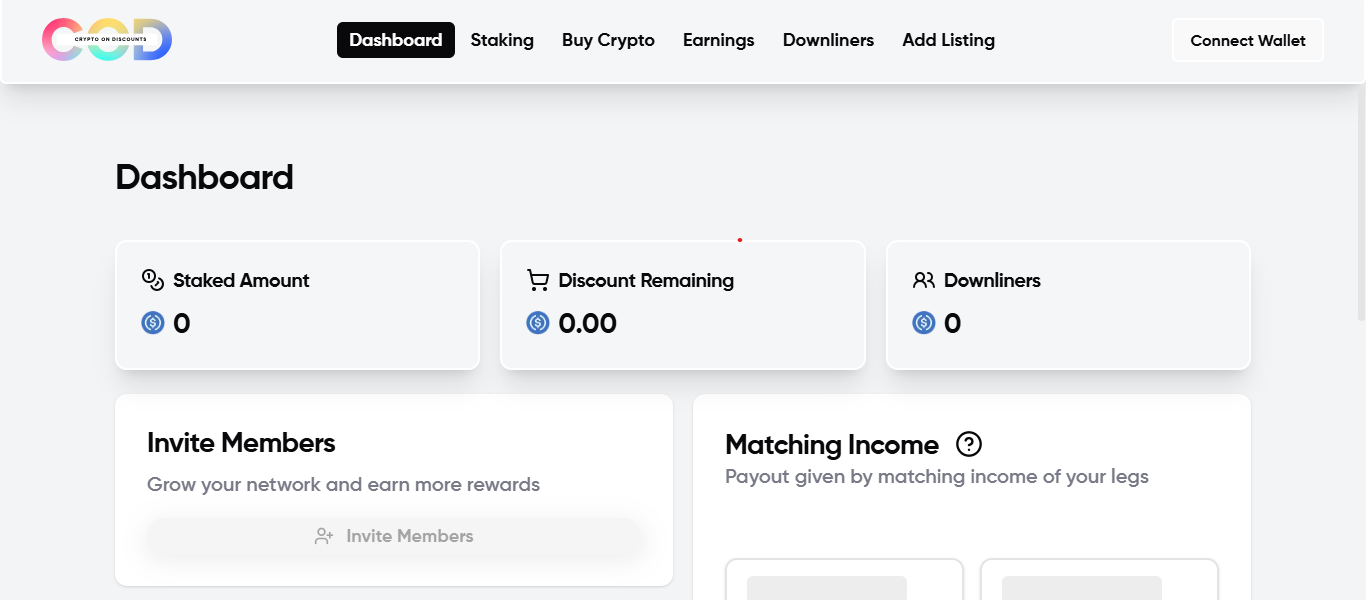 COD
CRYPTO ON DISCOUNTS
Dashboard
Staking
Buy Crypto
Earnings
Downliners
Add Listing
Connect Wallet
Dashboard
Staked Amount
0
Discount Remaining
0.00
Downliners
0
Invite Members
Grow your network and earn more rewards
Invite Members
Matching Income
Payout given by matching income of your legs